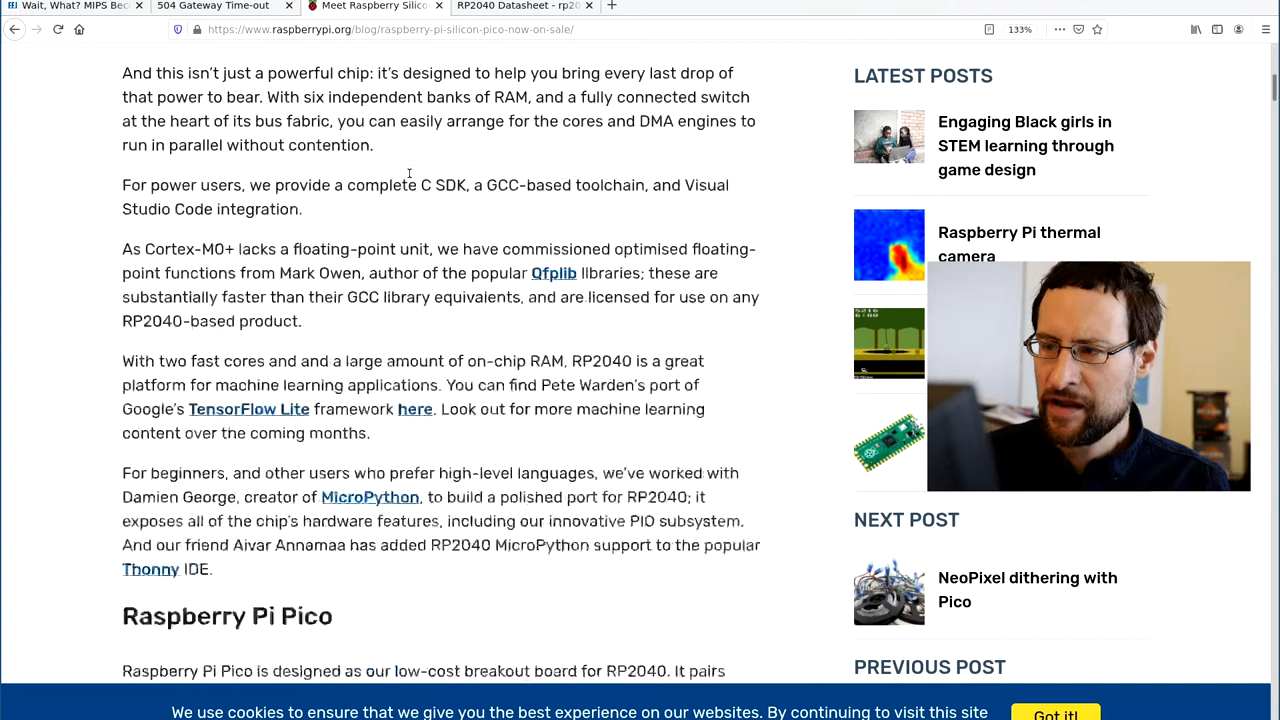 Wait, What? MIPS Bec
504 Gateway Time-out
Meet Raspberry Silico
RP2040 Datasheet - rp20
https://www.raspberrypi.org/blog/raspberry-pi-silicon-pico-now-on-sale/
133%
And this isn't just a powerful chip: it's designed to help you bring every last drop of
that power to bear. With six independent banks of RAM, and a fully connected switch
at the heart of its bus fabric, you can easily arrange for the cores and DMA engines to
run in parallel without contention.
For power users, we provide a complete C SDK, a GCC-based toolchain, and Visual
Studio Code integration.
As Cortex-M0+ lacks a floating-point unit, we have commissioned optimised floating-
point functions from Mark Owen, author of the popular Qfplib libraries; these are
substantially faster than their GCC library equivalents, and are licensed for use on any
RP2040-based product.
With two fast cores and and a large amount of on-chip RAM, RP2040 is a great
platform for machine learning applications. You can find Pete Warden's port of
Google's TensorFlow Lite framework here. Look out for more machine learning
content over the coming months.
For beginners, and other users who prefer high-level languages, we've worked with
Damien George, creator of MicroPython, to build a polished port for RP2040; it
exposes all of the chip's hardware features, including our innovative PIO subsystem.
And our friend Aivar Annamaa has added RP2040 MicroPython support to the popular
Thonny IDE.
Raspberry Pi Pico
Raspberry Pi Pico is designed as our low-cost breakout board for RP2040. It pairs
LATEST POSTS
Engaging Black girls in
STEM learning through
game design
Raspberry Pi thermal
camera
NEXT POST
NeoPixel dithering with
Pico
PREVIOUS POST
We use cookies to ensure that we give you the best experience on our websites. By continuing to visit this site
Got it!